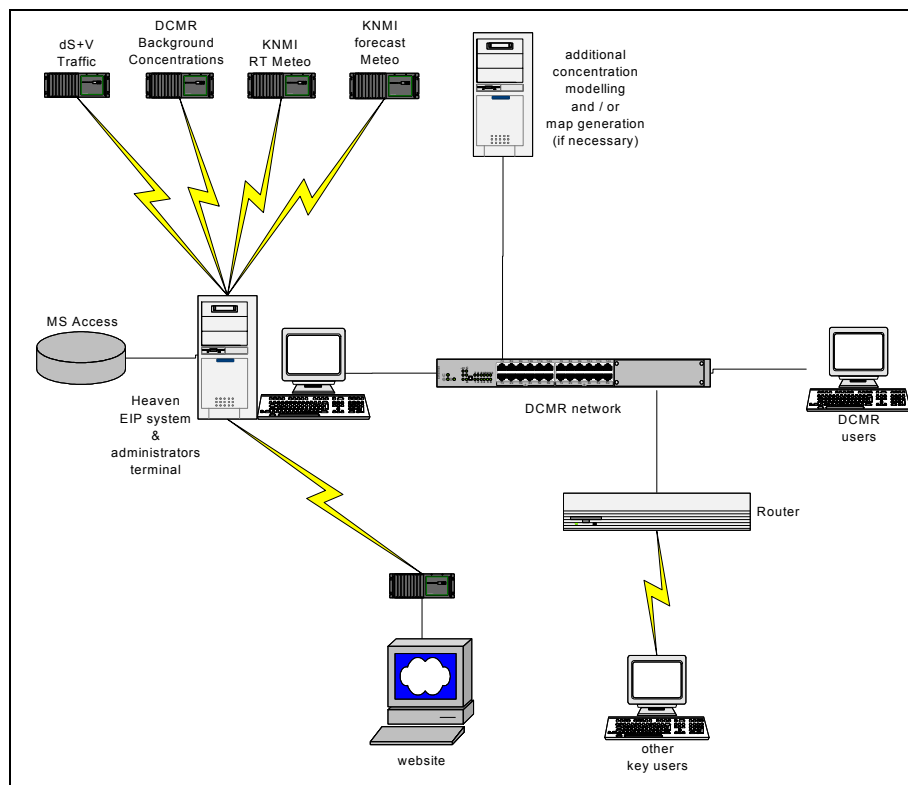 dS+V
Traffic
DCMR
Background
Concentrations
KNMI
RT Meteo
KNMI
forecast
Meteo
additional
concentration
modelling
and / or
map generation
(if necessary)
MS Access
Heaven
EIP system
&
administrators
terminal
DCMR network
DCMR
users
Router
website
other
key users